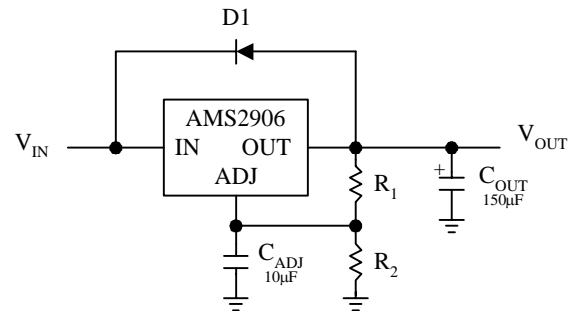 D1
AMS2906
V_IN
IN OUT
V_OUT
ADJ
R_1
+
C_OUT
150µF
C_ADJ
10µF
R_2